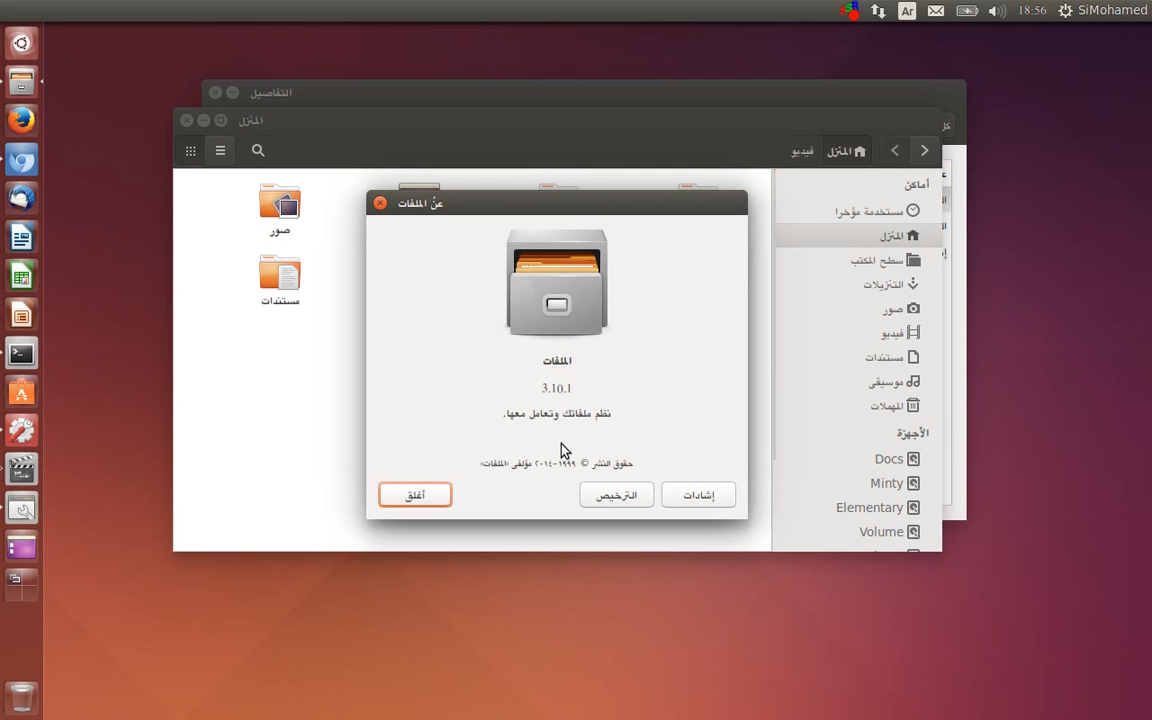 SSR
Ar
18:56
SiMohamed
التفاصيل
المنزل
المنزل
فيديو
صور
مستندات
أماكن
مستخدمة مؤخرا
المنزل
سطح المكتب
التنزيلات
صور
فيديو
مستندات
موسيقى
المهملات
الأجهزة
Docs
Minty
Elementary
Volume
عنّ الملفات
الملفات
3.10.1
نظم ملفاتك وتعامل معها.
حقوق النشر © ١٩٩٩-٢٠١٤ مؤلفي «الملفات»
إشادات
الترخيص
أغلق